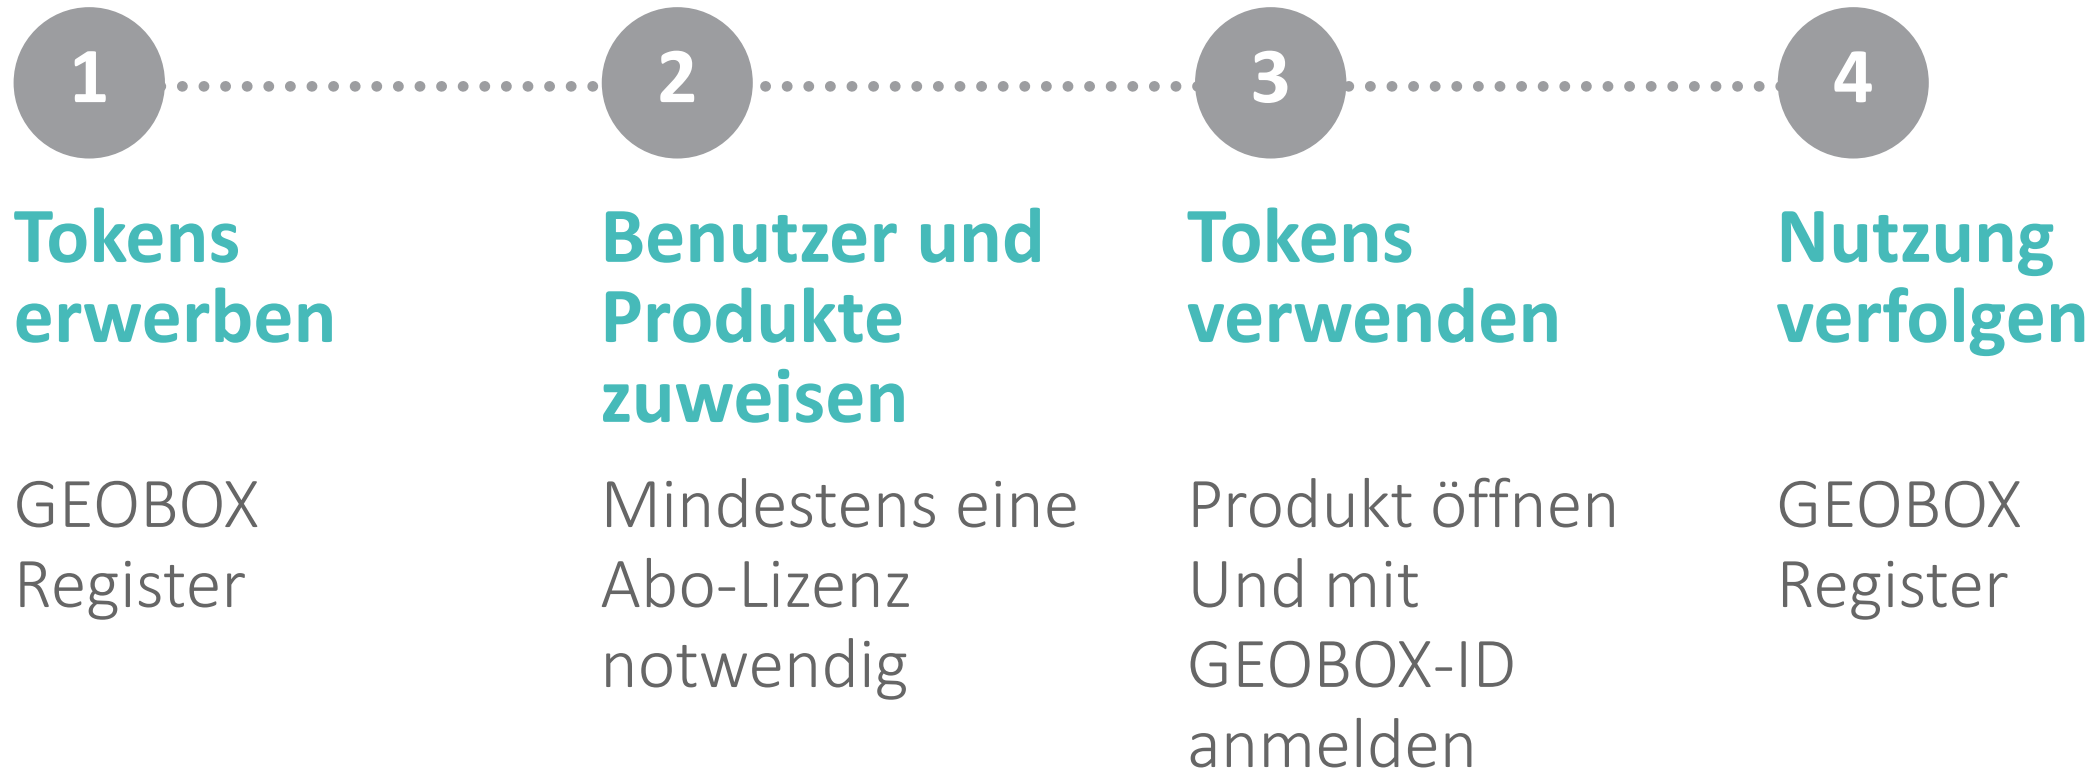 1
Tokens
erwerben
GEOBOX
Register
2
Benutzer und
Produkte
zuweisen
Mindestens eine
Abo-Lizenz
notwendig
3
Tokens
verwenden
Produkt öffnen
Und mit
GEOBOX-ID
anmelden
4
Nutzung
verfolgen
GEOBOX
Register